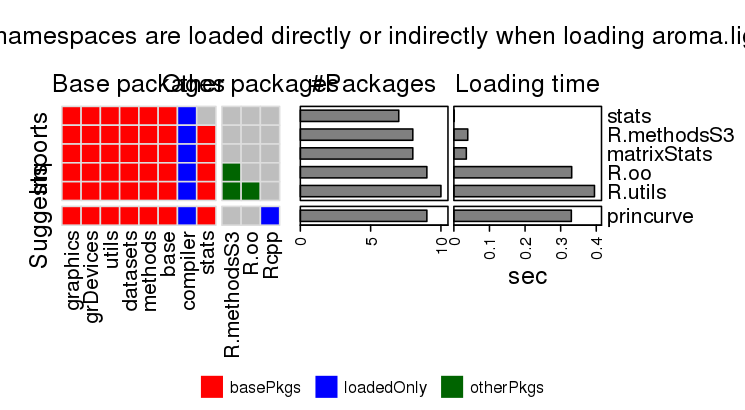 namespaces are loaded directly or indirectly when loading aroma.lig
Base packages Other packages #Packages Loading time
Imports
Suggests
stats
R.methodsS3
matrixStats
R.oo
R.utils
princurve
graphics
grDevices
utils
datasets
methods
base
compiler
stats
R.methodsS3
R.oo
Rcpp
0 5 10
0 0.1 0.2 0.3 0.4
sec
basePkgs loadedOnly otherPkgs